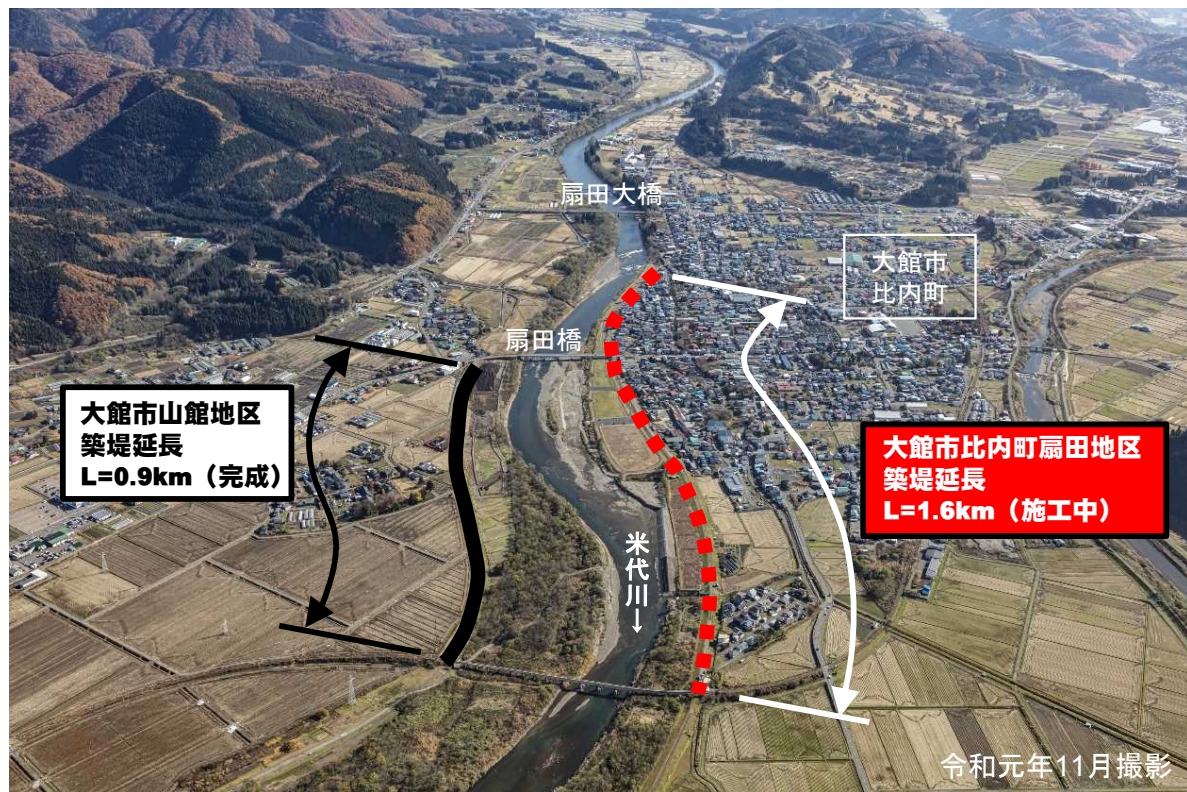 扇田大橋
大館市
比内町
扇田橋
大館市山館地区
築堤延長
L=0.9km（完成）
大館市比内町扇田地区
築堤延長
L=1.6km（施工中）
米代川→
令和元年11月撮影